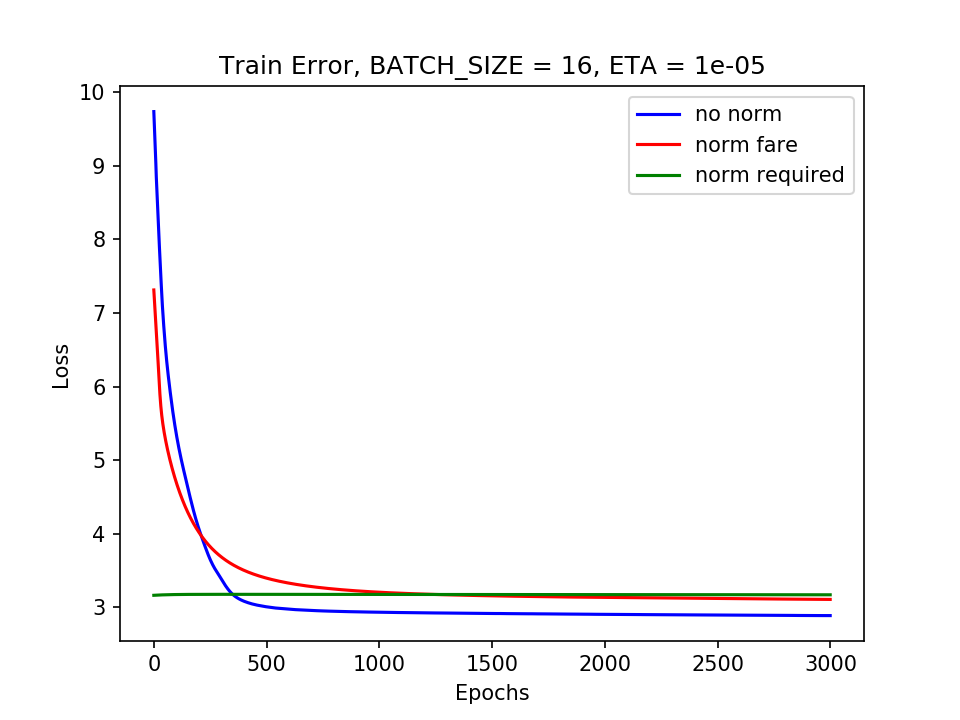 Train Error, BATCH_SIZE = 16, ETA = 1e-05
10
9
8
7
6
5
4
3
Loss
no norm
norm fare
norm required
0 500 1000 1500 2000 2500 3000
Epochs